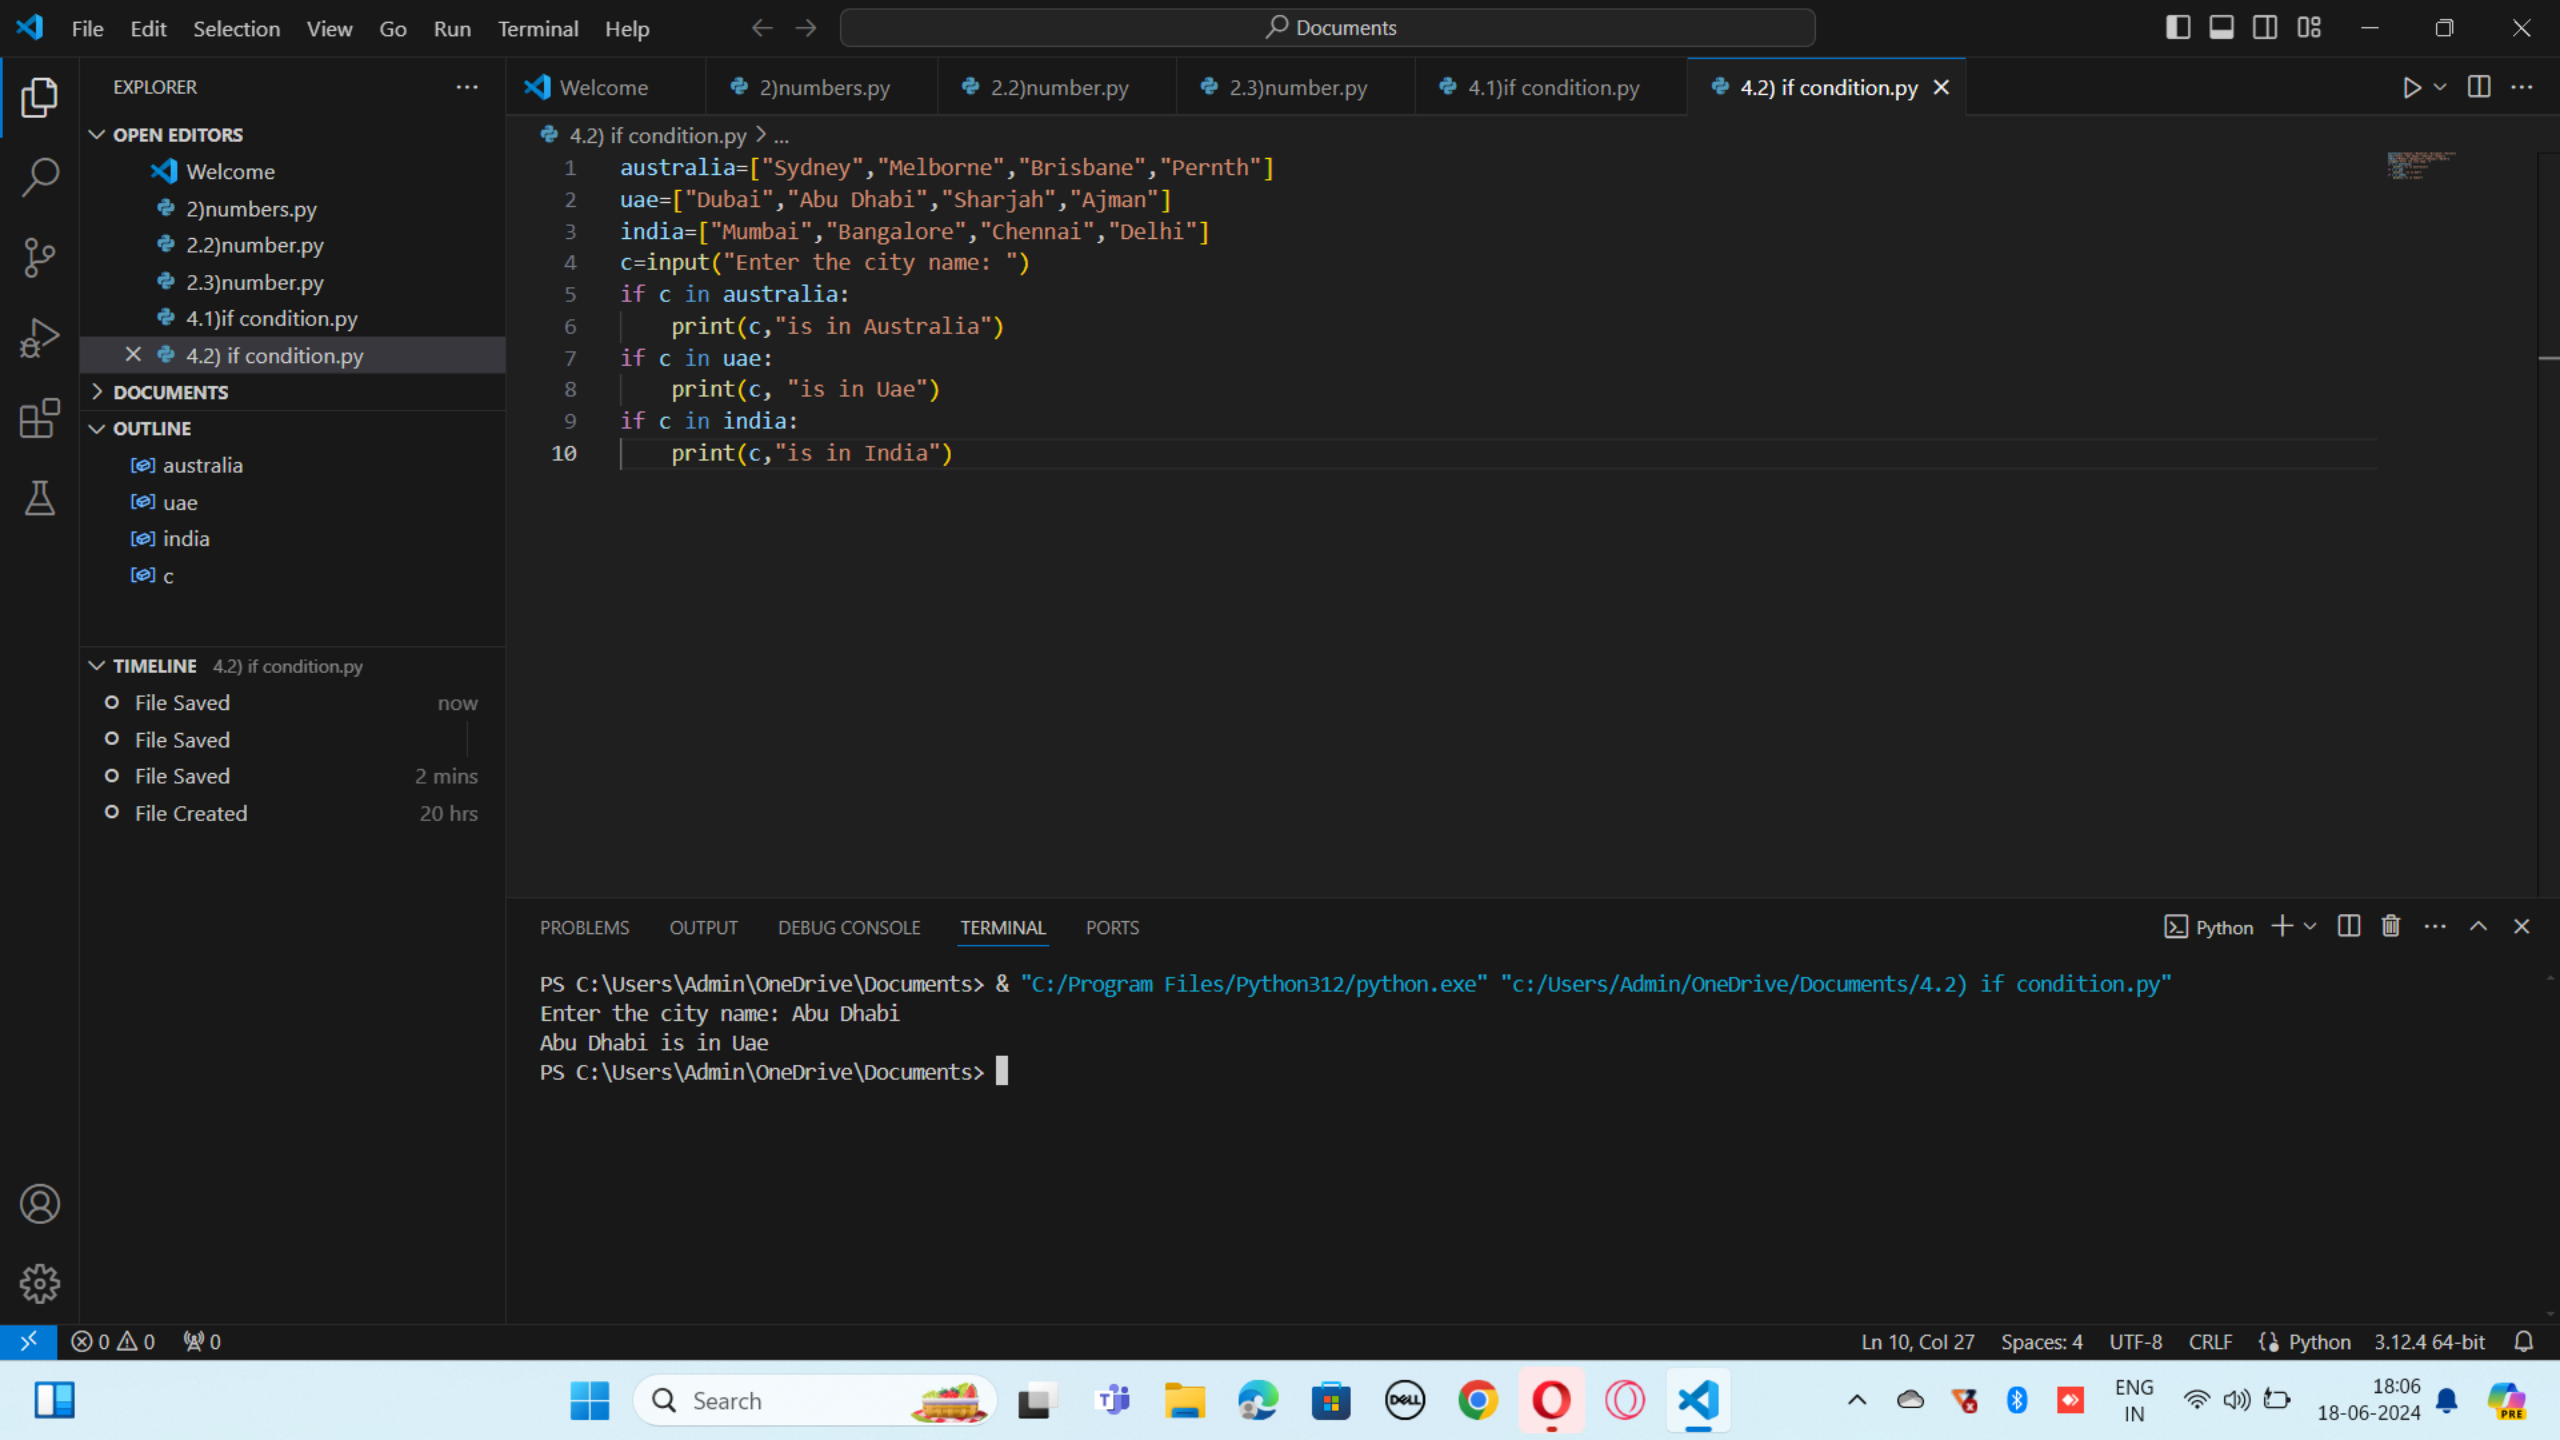 File Edit Selection View Go Run Terminal Help Documents
EXPLORER
OPEN EDITORS
Welcome
2)numbers.py
2.2)number.py
2.3)number.py
4.1)if condition.py
4.2) if condition.py
DOCUMENTS
OUTLINE
australia
uae
india
c
TIMELINE 4.2) if condition.py
File Saved now
File Saved
File Saved 2 mins
File Created 20 hrs
Welcome 2)numbers.py 2.2)number.py 2.3)number.py 4.1)if condition.py 4.2) if condition.py
4.2) if condition.py > ...
1 australia=["Sydney","Melborne","Brisbane","Pernth"]
2 uae=["Dubai","Abu Dhabi","Sharjah","Ajman"]
3 india=["Mumbai","Bangalore","Chennai","Delhi"]
4 c=input("Enter the city name: ")
5 if c in australia:
6 print(c,"is in Australia")
7 if c in uae:
8 print(c, "is in Uae")
9 if c in india:
10 print(c,"is in India")
PROBLEMS OUTPUT DEBUG CONSOLE TERMINAL PORTS Python
PS C:\Users\Admin\OneDrive\Documents> & "C:/Program Files/Python312/python.exe" "c:/Users/Admin/OneDrive/Documents/4.2) if condition.py"
Enter the city name: Abu Dhabi
Abu Dhabi is in Uae
PS C:\Users\Admin\OneDrive\Documents>
0 0 0 Ln 10, Col 27 Spaces: 4 UTF-8 CRLF Python 3.12.4 64-bit
Search DELL ENG 18:06
IN 18-06-2024 PRE